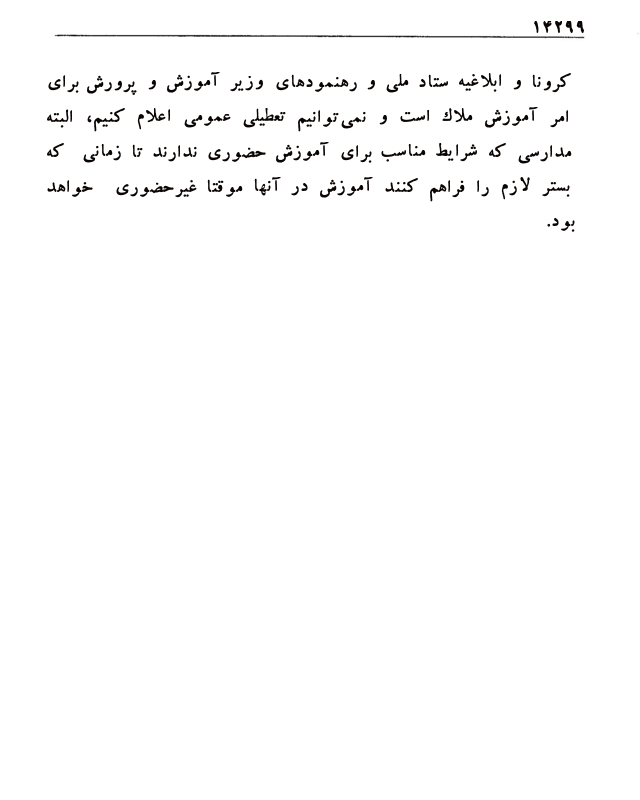 ۱۴۲۹۹
کرونا و ابلاغیه ستاد ملی و رهنمودهای وزیر آموزش و پرورش برای
امر آموزش ملاك است و نمی‌توانیم تعطیلی عمومی اعلام کنیم، البته
مدارسی که شرایط مناسب برای آموزش حضوری ندارند تا زمانی که
بستر لازم را فراهم کنند آموزش در آنها موقتا غیرحضوری خواهد
بود.